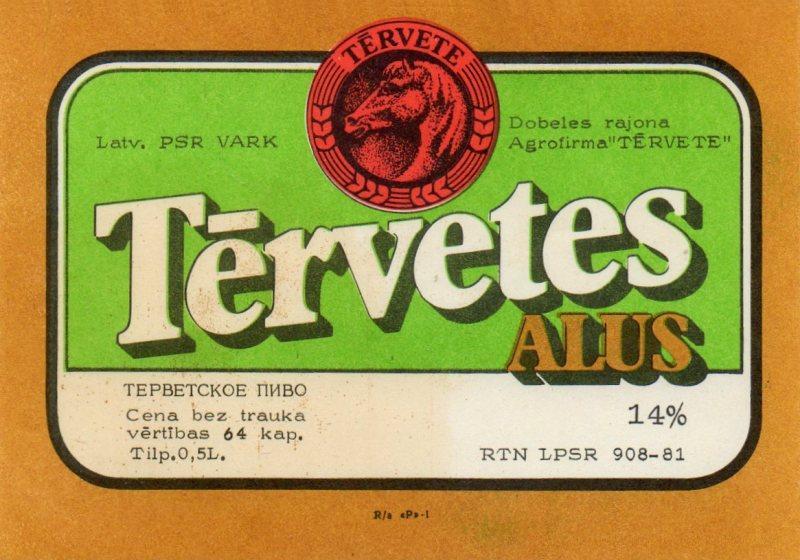 TĒRVETE
Latv. PSR VARK
Dobeles rajona
Agrofirma"TĒRVETE"
Tērvetes
ALUS
ТЕРВЕТСКОЕ ПИВО
Cena bez trauka
vērtības 64 kap.
Tilp.0,5L.
14%
RTN LPSR 908-81
R/a «P»-1